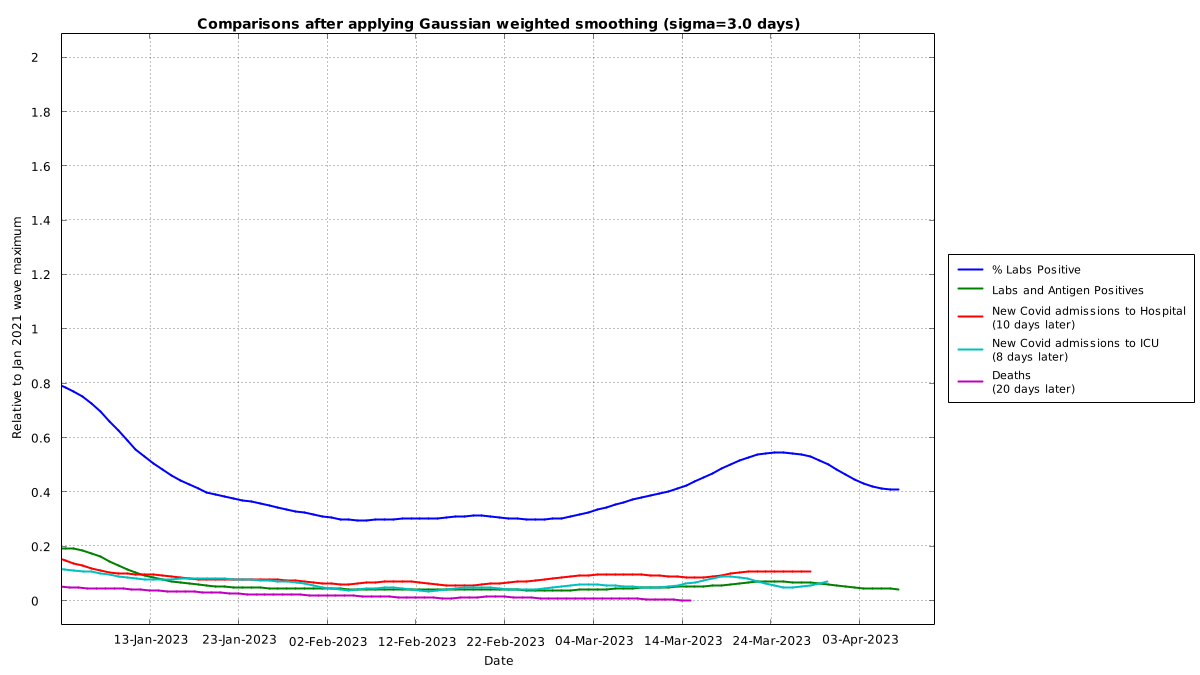 Comparisons after applying Gaussian weighted smoothing (sigma=3.0 days)
Relative to Jan 2021 wave maximum
2
1.8
1.6
1.4
1.2
1
0.8
0.6
0.4
0.2
0
13-Jan-2023 23-Jan-2023 02-Feb-2023 12-Feb-2023 22-Feb-2023 04-Mar-2023 14-Mar-2023 24-Mar-2023 03-Apr-2023
Date
% Labs Positive
Labs and Antigen Positives
New Covid admissions to Hospital
(10 days later)
New Covid admissions to ICU
(8 days later)
Deaths
(20 days later)